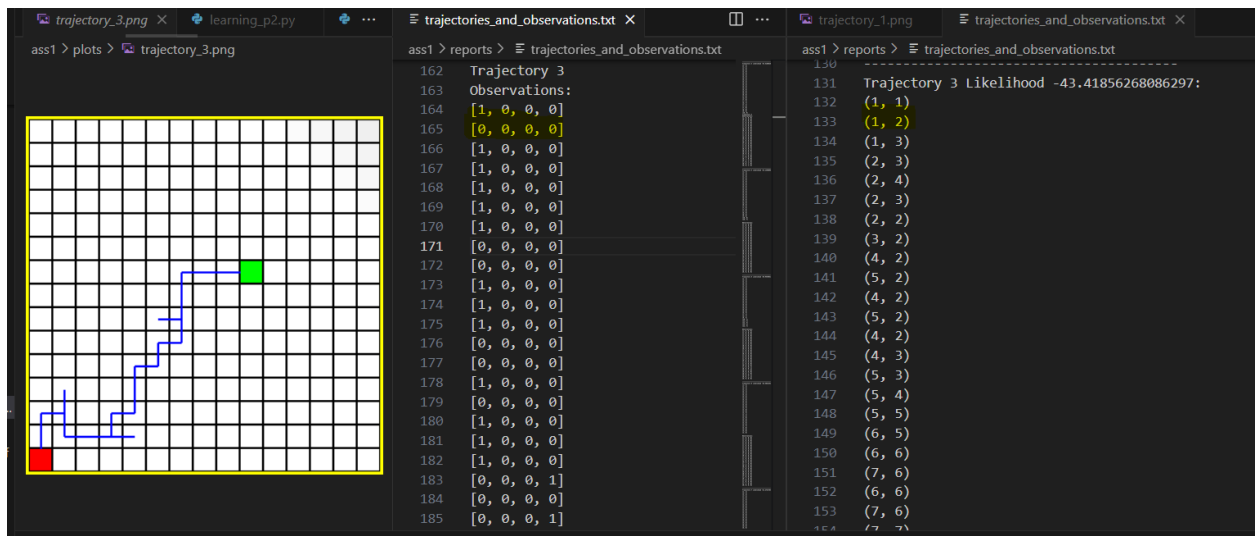 trajectory_3.png ×
learning_p2.py
...
ass1 > plots > trajectory_3.png
trajectories_and_observations.txt ×
...
ass1 > reports > trajectories_and_observations.txt
162 Trajectory 3
163 Observations:
164 [1, 0, 0, 0]
165 [0, 0, 0, 0]
166 [1, 0, 0, 0]
167 [1, 0, 0, 0]
168 [1, 0, 0, 0]
169 [1, 0, 0, 0]
170 [1, 0, 0, 0]
171 [0, 0, 0, 0]
172 [0, 0, 0, 0]
173 [1, 0, 0, 0]
174 [1, 0, 0, 0]
175 [1, 0, 0, 0]
176 [0, 0, 0, 0]
177 [0, 0, 0, 0]
178 [1, 0, 0, 0]
179 [0, 0, 0, 0]
180 [1, 0, 0, 0]
181 [1, 0, 0, 0]
182 [1, 0, 0, 0]
183 [0, 0, 0, 1]
184 [0, 0, 0, 0]
185 [0, 0, 0, 1]
trajectory_1.png
trajectories_and_observations.txt ×
ass1 > reports > trajectories_and_observations.txt
130 ----------------------------------------
131 Trajectory 3 Likelihood -43.41856268086297:
132 (1, 1)
133 (1, 2)
134 (1, 3)
135 (2, 3)
136 (2, 4)
137 (2, 3)
138 (2, 2)
139 (3, 2)
140 (4, 2)
141 (5, 2)
142 (4, 2)
143 (5, 2)
144 (4, 2)
145 (4, 3)
146 (5, 3)
147 (5, 4)
148 (5, 5)
149 (6, 5)
150 (6, 6)
151 (7, 6)
152 (6, 6)
153 (7, 6)
154 (7, 7)